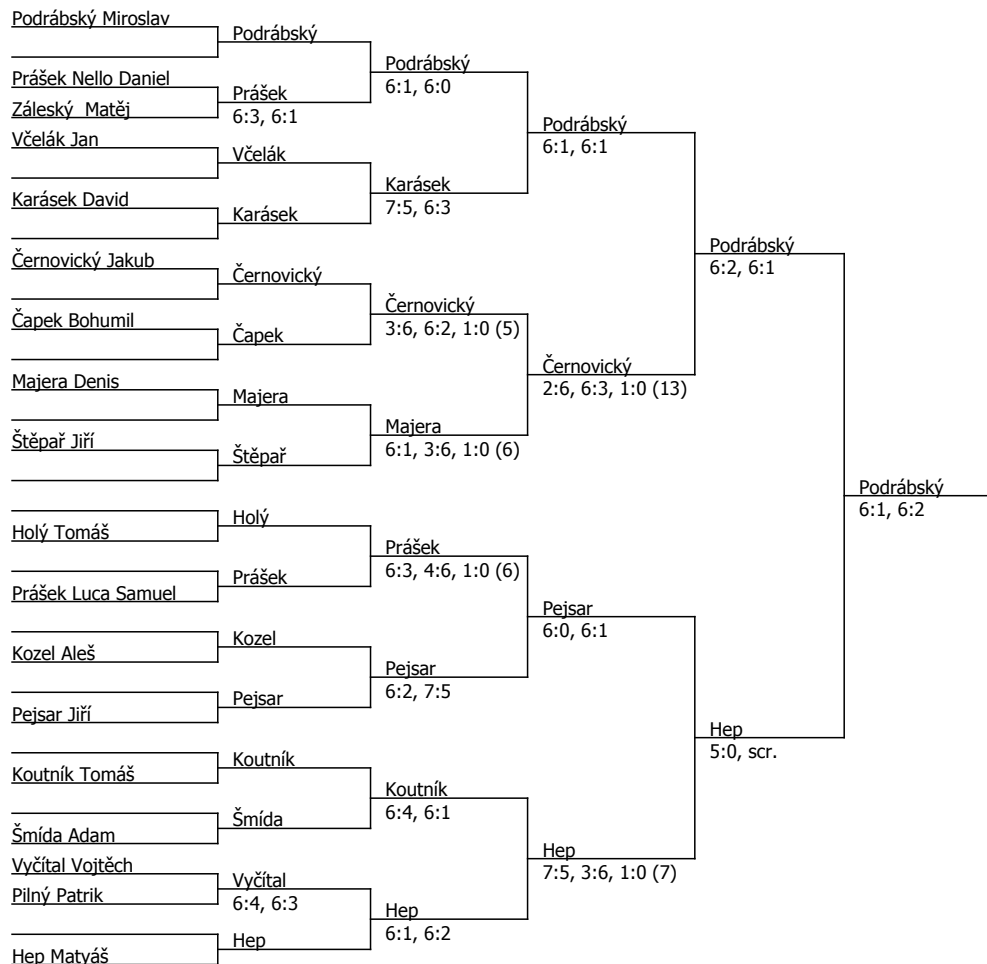 Podrábský Miroslav
Prášek Nello Daniel
Záleský  Matěj
Včelák Jan
Karásek David
Černovický Jakub
Čapek Bohumil
Majera Denis
Štěpař Jiří
Holý Tomáš
Prášek Luca Samuel
Kozel Aleš
Pejsar Jiří
Koutník Tomáš
Šmída Adam
Vyčítal Vojtěch
Pilný Patrik
Hep Matyáš
Podrábský
Prášek
6:3, 6:1
Včelák
Karásek
Černovický
Čapek
Majera
Štěpař
Holý
Prášek
Kozel
Pejsar
Koutník
Šmída
Vyčítal
6:4, 6:3
Hep
Podrábský
6:1, 6:0
Karásek
7:5, 6:3
Černovický
3:6, 6:2, 1:0 (5)
Majera
6:1, 3:6, 1:0 (6)
Prášek
6:3, 4:6, 1:0 (6)
Pejsar
6:2, 7:5
Koutník
6:4, 6:1
Hep
6:1, 6:2
Podrábský
6:1, 6:1
Černovický
2:6, 6:3, 1:0 (13)
Pejsar
6:0, 6:1
Hep
7:5, 3:6, 1:0 (7)
Podrábský
6:2, 6:1
Hep
5:0, scr.
Podrábský
6:1, 6:2